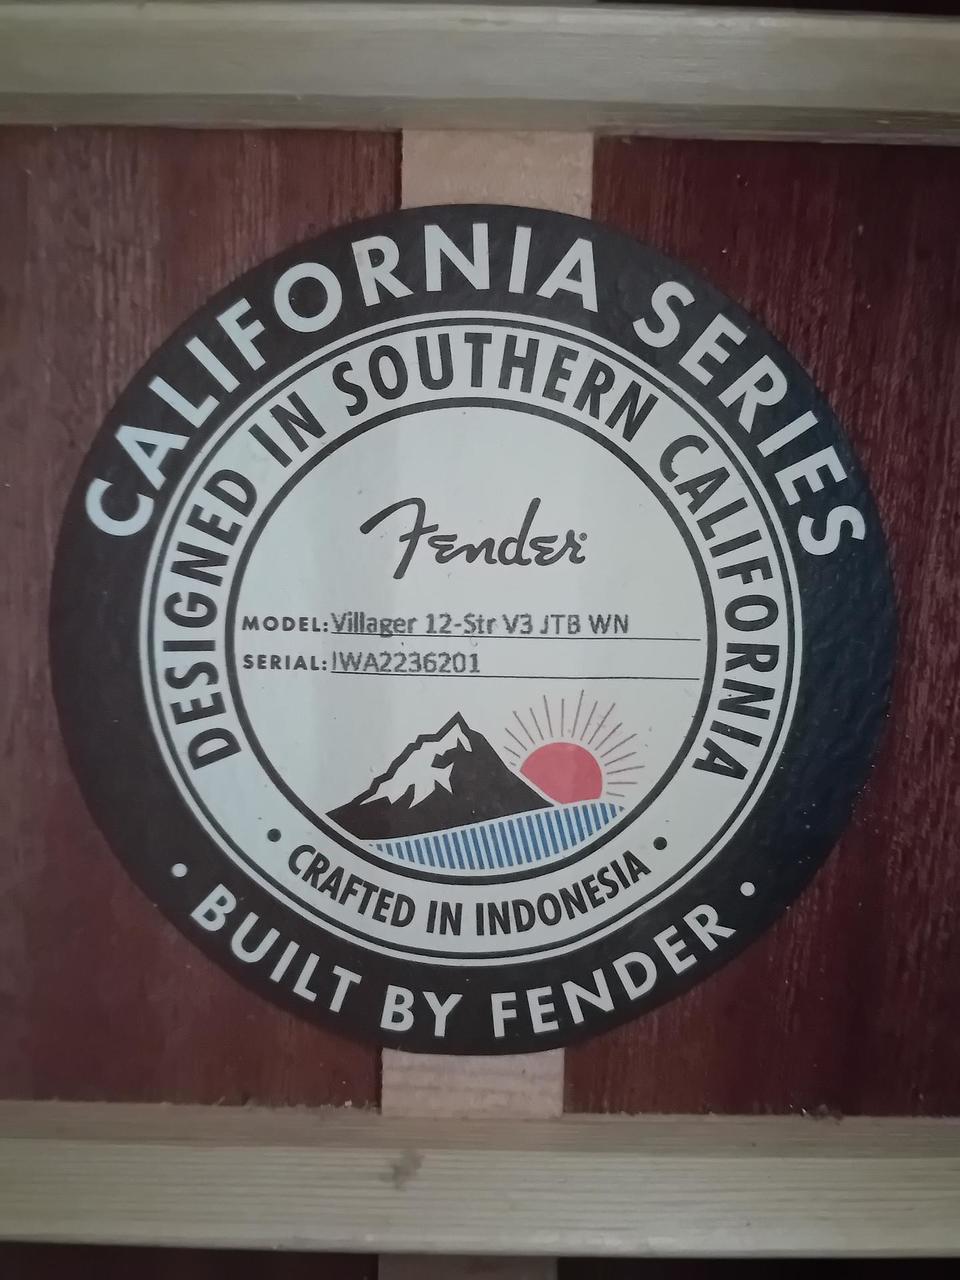 CALIFORNIA SERIES
DESIGNED IN SOUTHERN CALIFORNIA
Fender
MODEL: Villager 12-Str V3 JTB WN
SERIAL: IWA2236201
• CRAFTED IN INDONESIA •
• BUILT BY FENDER •